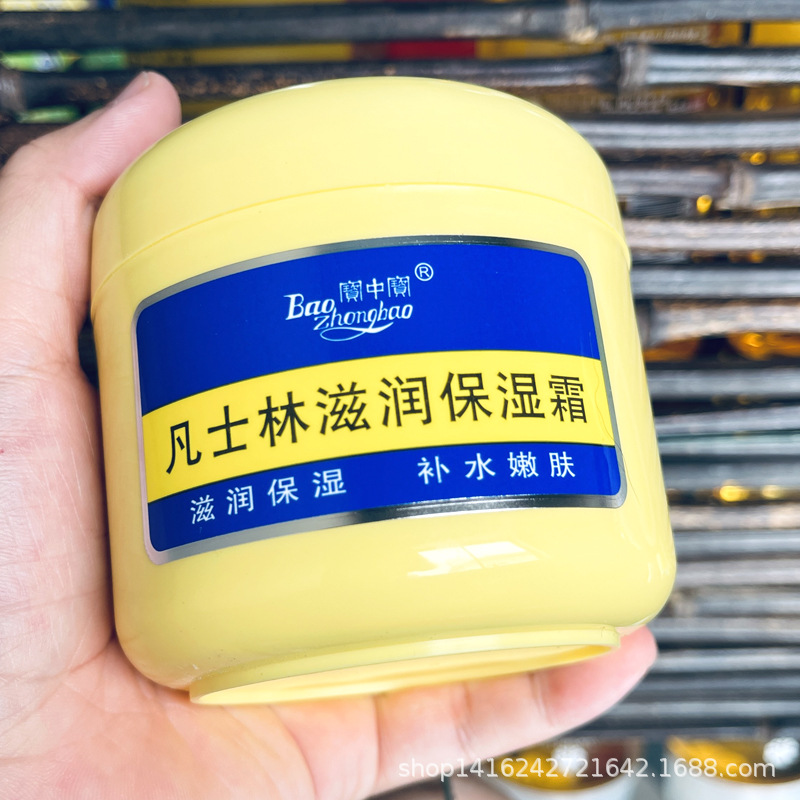 寶中寶®
Bao
zhongbao
凡士林滋润保湿霜
滋润保湿 补水嫩肤
shop1416242721642.1688.com